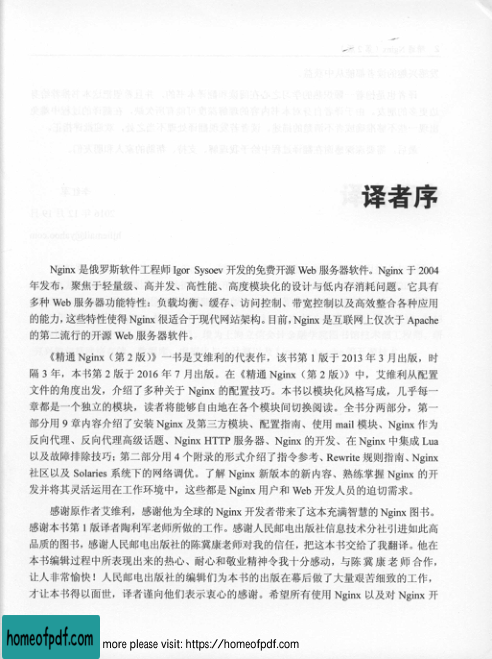 译者序
Nginx 是俄罗斯软件工程师 Igor Sysoev 开发的免费开源 Web 服务器软件。Nginx 于 2004
年发布，聚焦于轻量级、高并发、高性能、高度模块化的设计与低内存消耗问题。它具有
多种 Web 服务器功能特性：负载均衡、缓存、访问控制、带宽控制以及高效整合各种应用
的能力，这些特性使得 Nginx 很适合于现代网站架构。目前，Nginx 是互联网上仅次于 Apache
的第二流行的开源 Web 服务器软件。
《精通 Nginx（第 2 版）》一书是艾维利的代表作，该书第 1 版于 2013 年 3 月出版，时
隔 3 年，本书第 2 版于 2016 年 7 月出版。在《精通 Nginx（第 2 版）》中，艾维利从配置
文件的角度出发，介绍了多种关于 Nginx 的配置技巧。本书以模块化风格写成，几乎每一
章都是一个独立的模块，读者将能够自由地在各个模块间切换阅读。全书分两部分，第一
部分用 9 章内容介绍了安装 Nginx 及第三方模块、配置指南、使用 mail 模块、Nginx 作为
反向代理、反向代理高级话题、Nginx HTTP 服务器、Nginx 的开发、在 Nginx 中集成 Lua
以及故障排除技巧；第二部分用 4 个附录的形式介绍了指令参考、Rewrite 规则指南、Nginx
社区以及 Solaries 系统下的网络调优。了解 Nginx 新版本的新内容、熟练掌握 Nginx 的开
发并将其灵活运用在工作环境中，这些都是 Nginx 用户和 Web 开发人员的迫切需求。
感谢原作者艾维利，感谢他为全球的 Nginx 开发者带来了这本充满智慧的 Nginx 图书。
感谢本书第 1 版译者陶利军老师所做的工作。感谢人民邮电出版社信息技术分社引进如此高
品质的图书，感谢人民邮电出版社的陈冀康老师对我的信任，把这本书交给了我翻译。他在
本书编辑过程中所表现出来的热心、耐心和敬业精神令我十分感动，与陈冀康老师合作，
让人非常愉快！人民邮电出版社的编辑们为本书的出版在幕后做了大量艰苦细致的工作，
才让本书得以面世，译者谨向他们表示衷心的感谢。希望所有使用 Nginx 以及对 Nginx 开
homeofpdf.com
more please visit: https://homeofpdf.com